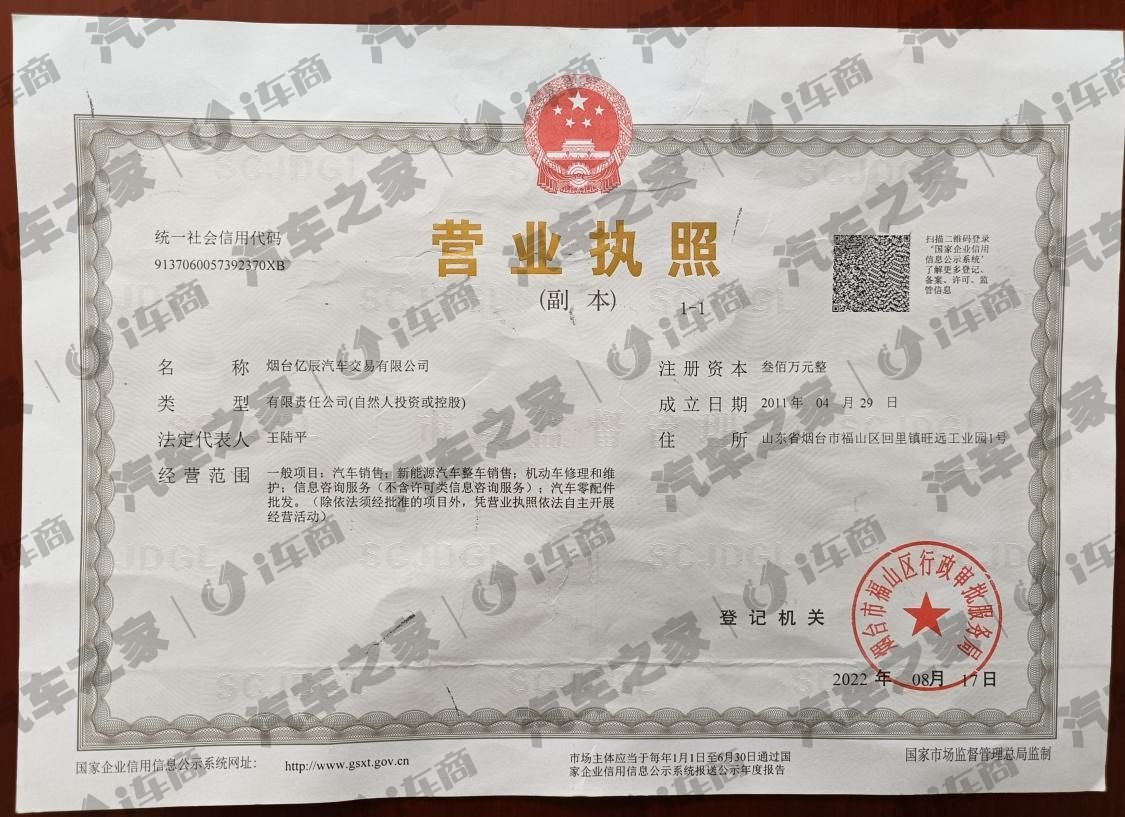 统一社会信用代码
9137060057392370XB
营业执照
(副 本)
1-1
扫描二维码登录
'国家企业信用
信息公示系统'
了解更多登记、
备案、许可、监
管信息
名 称 烟台亿辰汽车交易有限公司
类 型 有限责任公司(自然人投资或控股)
法定代表人 王陆平
经营范围 一般项目：汽车销售；新能源汽车整车销售；机动车修理和维
护；信息咨询服务（不含许可类信息咨询服务）；汽车零配件
批发。（除依法须经批准的项目外，凭营业执照依法自主开展
经营活动）
注册资本 叁佰万元整
成立日期 2011年 04 月 29 日
住 所 山东省烟台市福山区回里镇旺远工业园1号
登记机关
烟台市福山区行政审批服务局
2022 年 08月 17日
国家企业信用信息公示系统网址： http://www.gsxt.gov.cn
市场主体应当于每年1月1日至6月30日通过国
家企业信用信息公示系统报送公示年度报告
国家市场监督管理总局监制
汽车之家 | i车商